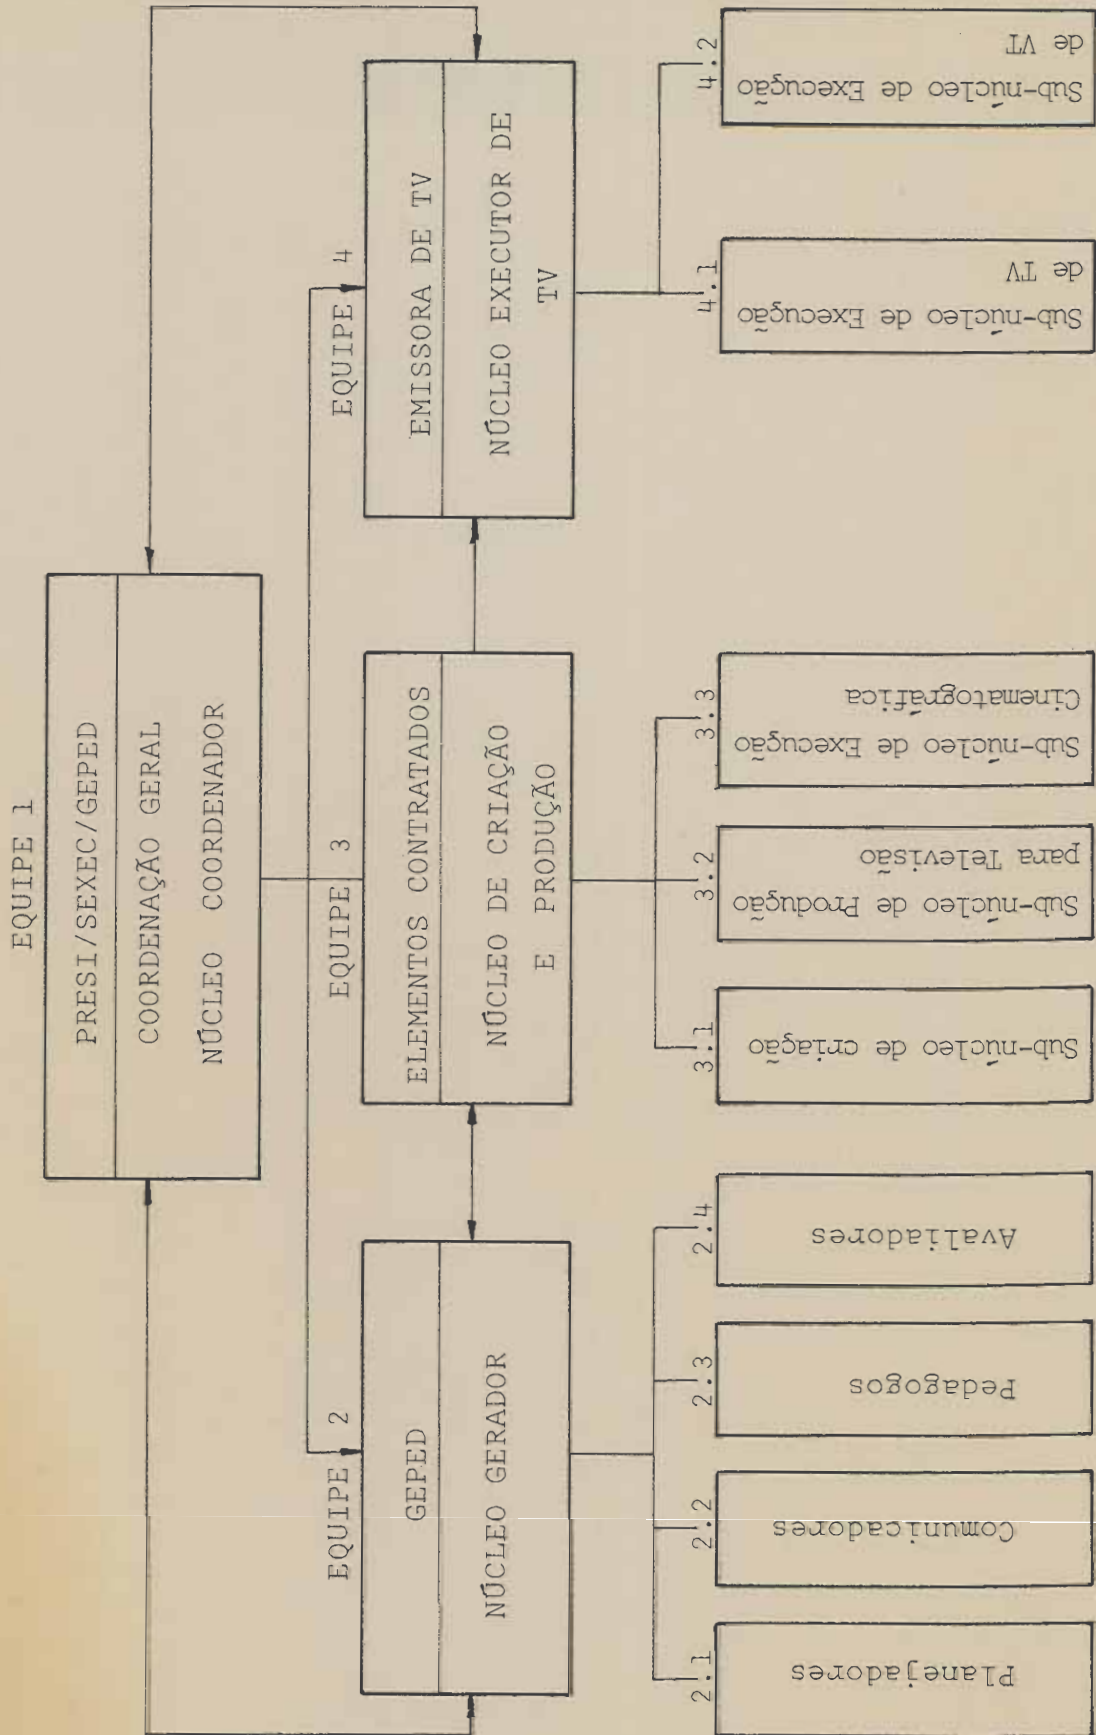 EQUIPE 1
PRESI/SEXEC/GEPED
COORDENAÇÃO GERAL
NÚCLEO COORDENADOR
EQUIPE 2
GEPED
NÚCLEO GERADOR
EQUIPE 3
ELEMENTOS CONTRATADOS
NÚCLEO DE CRIAÇÃO
E PRODUÇÃO
EQUIPE 4
EMISSORA DE TV
NÚCLEO EXECUTOR DE
TV
2.1
Planejadores
2.2
Comunicadores
2.3
Pedagogos
2.4
Avaliadores
3.1
Sub-núcleo de criação
3.2
Sub-núcleo de Produção
para Televisão
3.3
Sub-núcleo de Execução
Cinematográfica
4.1
Sub-núcleo de Execução
de TV
4.2
Sub-núcleo de Execução
de VT